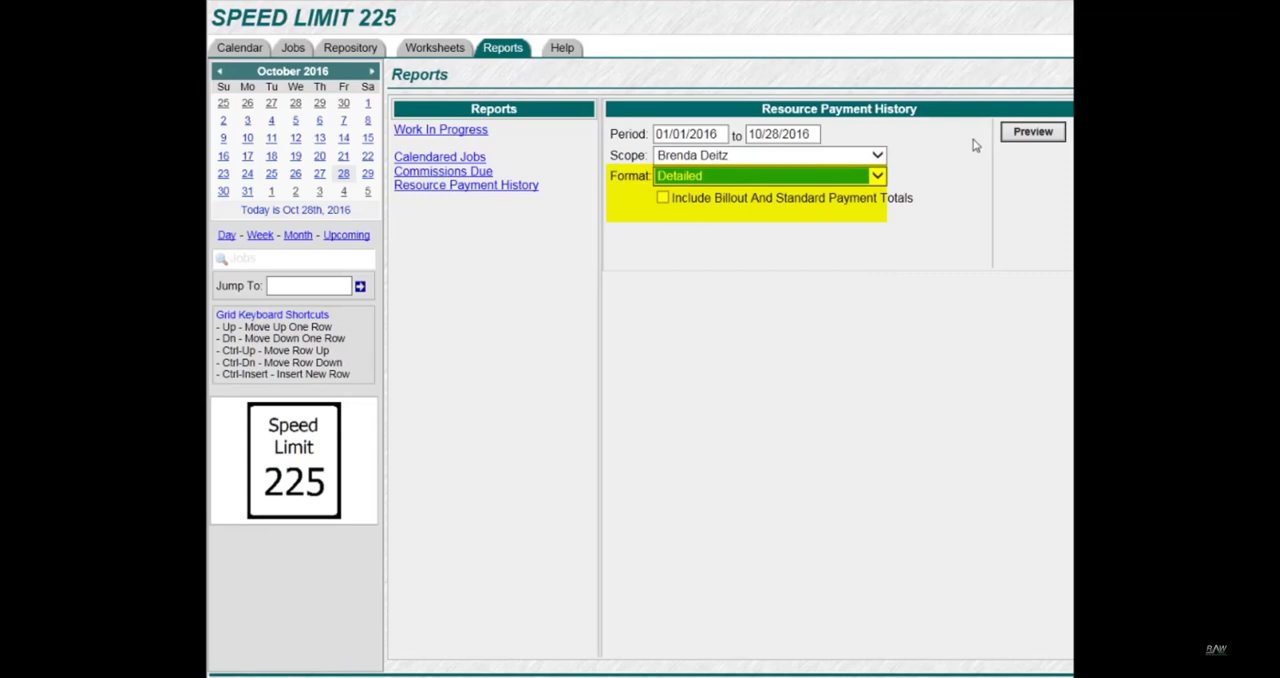 SPEED LIMIT 225
Calendar Jobs Repository Worksheets Reports Help
October 2016
Su Mo Tu We Th Fr Sa
25 26 27 28 29 30 1
2 3 4 5 6 7 8
9 10 11 12 13 14 15
16 17 18 19 20 21 22
23 24 25 26 27 28 29
30 31 1 2 3 4 5
Today is Oct 28th, 2016
Day - Week - Month - Upcoming
Jobs
Jump To:
Grid Keyboard Shortcuts
- Up - Move Up One Row
- Dn - Move Down One Row
- Ctrl-Up - Move Row Up
- Ctrl-Dn - Move Row Down
- Ctrl-Insert - Insert New Row
Speed
Limit
225
Reports
Reports
Work In Progress
Calendared Jobs
Commissions Due
Resource Payment History
Resource Payment History
Period: 01/01/2016 to 10/28/2016
Scope: Brenda Deitz
Format: Detailed
Include Billout And Standard Payment Totals
Preview